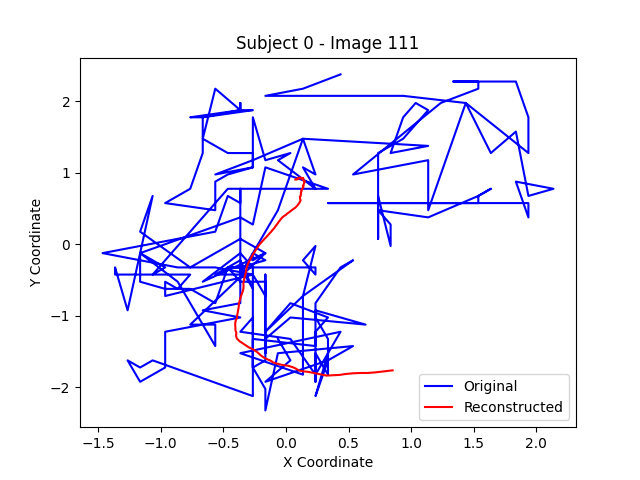 Subject 0 - Image 111
Y Coordinate
2
1
0
−1
−2
−1.5 −1.0 −0.5 0.0 0.5 1.0 1.5 2.0
X Coordinate
Original
Reconstructed